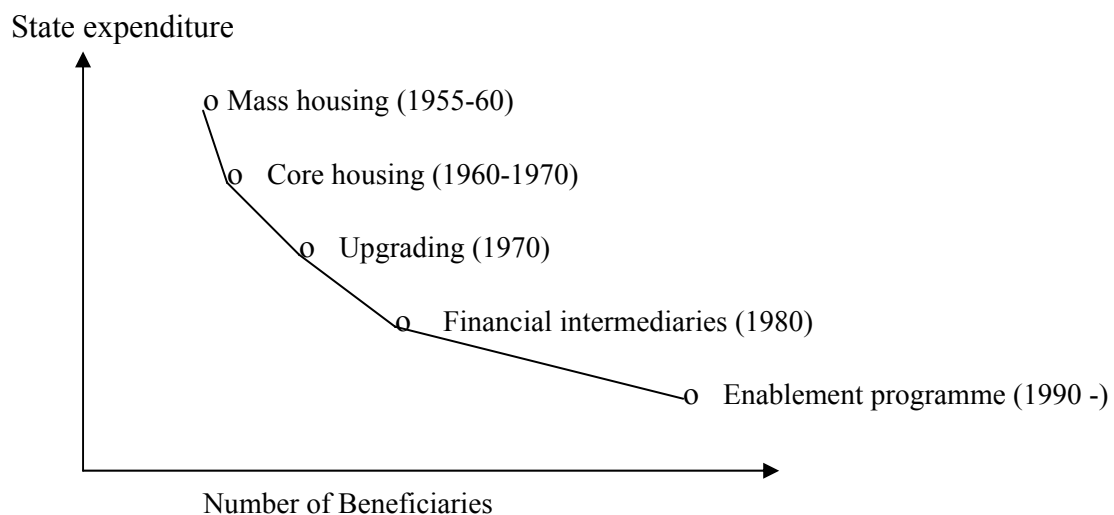 State expenditure
o Mass housing (1955-60)
o Core housing (1960-1970)
o Upgrading (1970)
o Financial intermediaries (1980)
o Enablement programme (1990 -)
Number of Beneficiaries